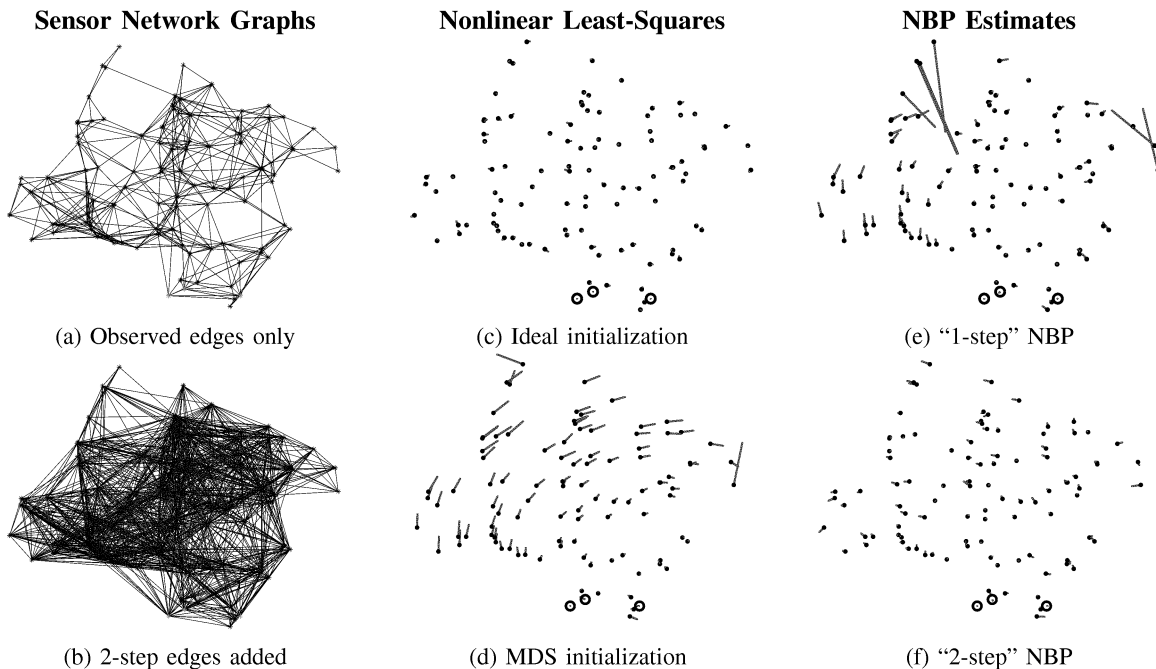 Sensor Network Graphs
Nonlinear Least-Squares
NBP Estimates
(a) Observed edges only
(c) Ideal initialization
(e) “1-step” NBP
(b) 2-step edges added
(d) MDS initialization
(f) “2-step” NBP